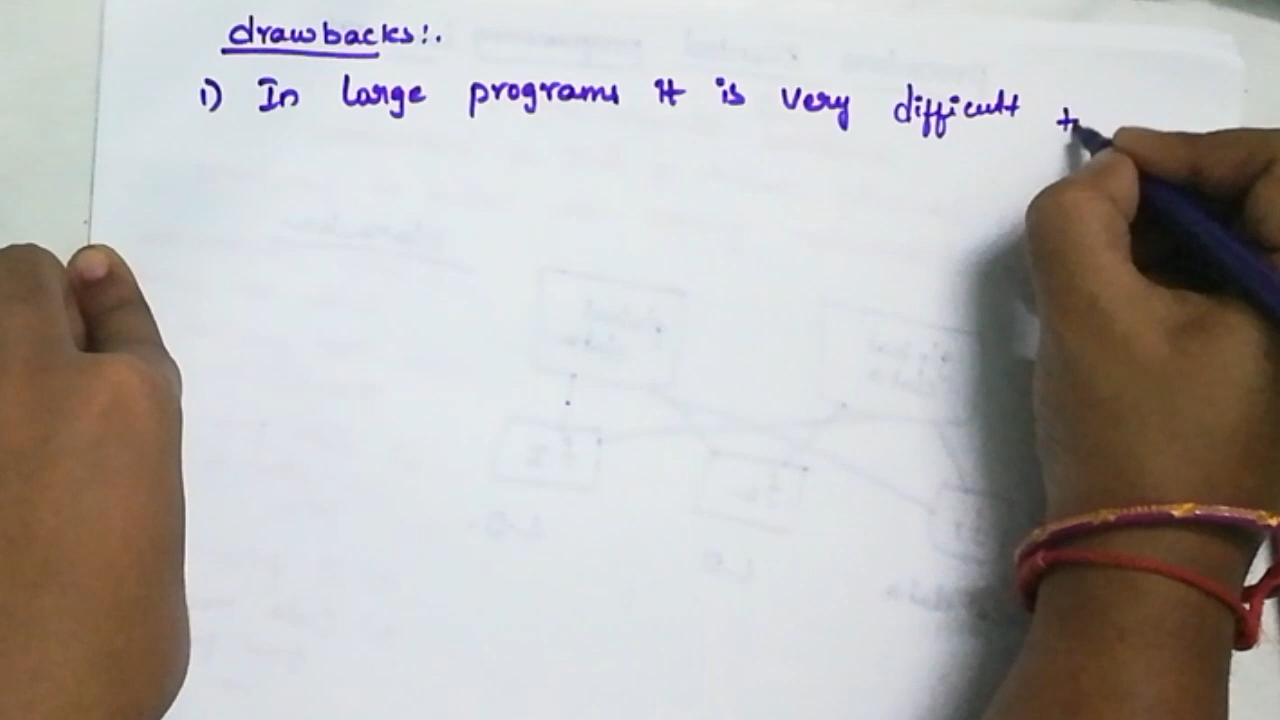 drawbacks:.
1) In large programs it is very difficult t